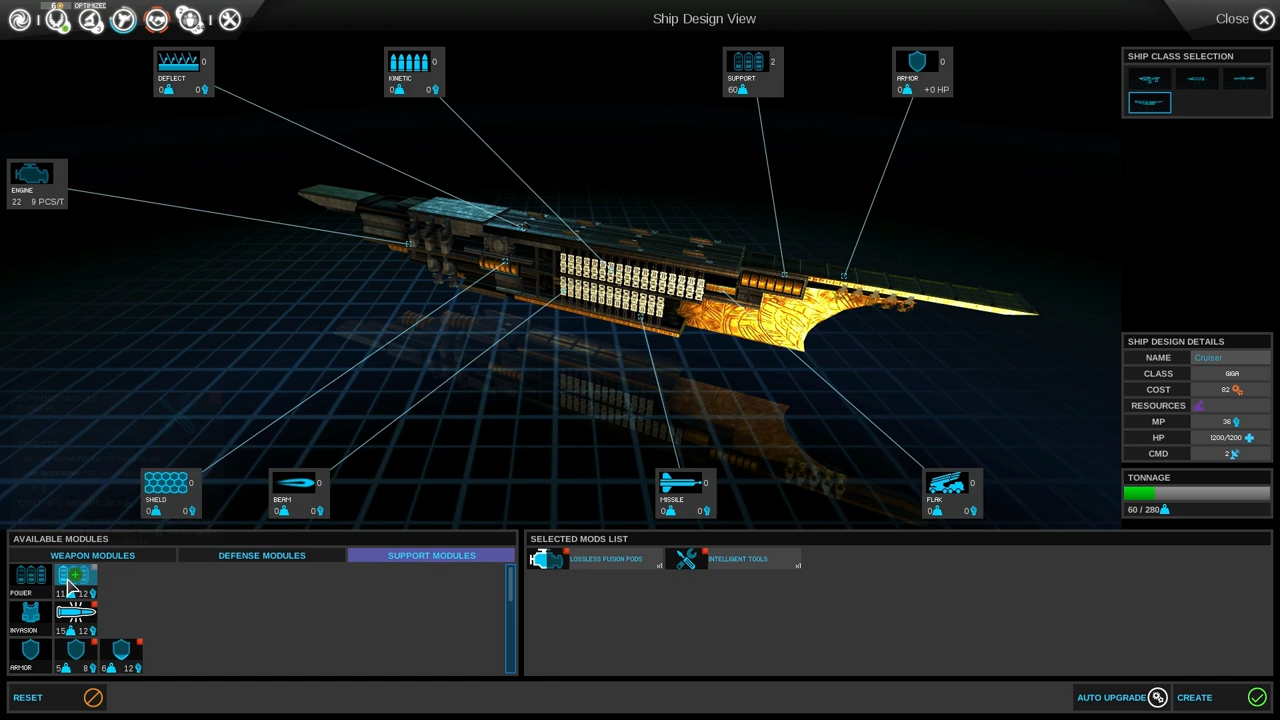 6
OPTIMIZED
Ship Design View
Close
DEFLECT
0
0
0
KINETIC
0
0
0
SUPPORT
2
60
ARMOR
0
0
+0 HP
SHIP CLASS SELECTION
ENGINE
22 9 PCS/T
SHIP DESIGN DETAILS
NAME Cruiser
CLASS GIGA
COST 82
RESOURCES
MP 36
HP 1200/1200
CMD 2
TONNAGE
60 / 280
SHIELD
0
0
0
BEAM
0
0
0
MISSILE
0
0
0
FLAK
0
0
0
AVAILABLE MODULES
WEAPON MODULES
DEFENSE MODULES
SUPPORT MODULES
POWER
11 12
INVASION
15 12
ARMOR
5 8
6 12
SELECTED MODS LIST
LOSSLESS FUSION PODS
x1
INTELLIGENT TOOLS
x1
RESET
AUTO UPGRADE
CREATE